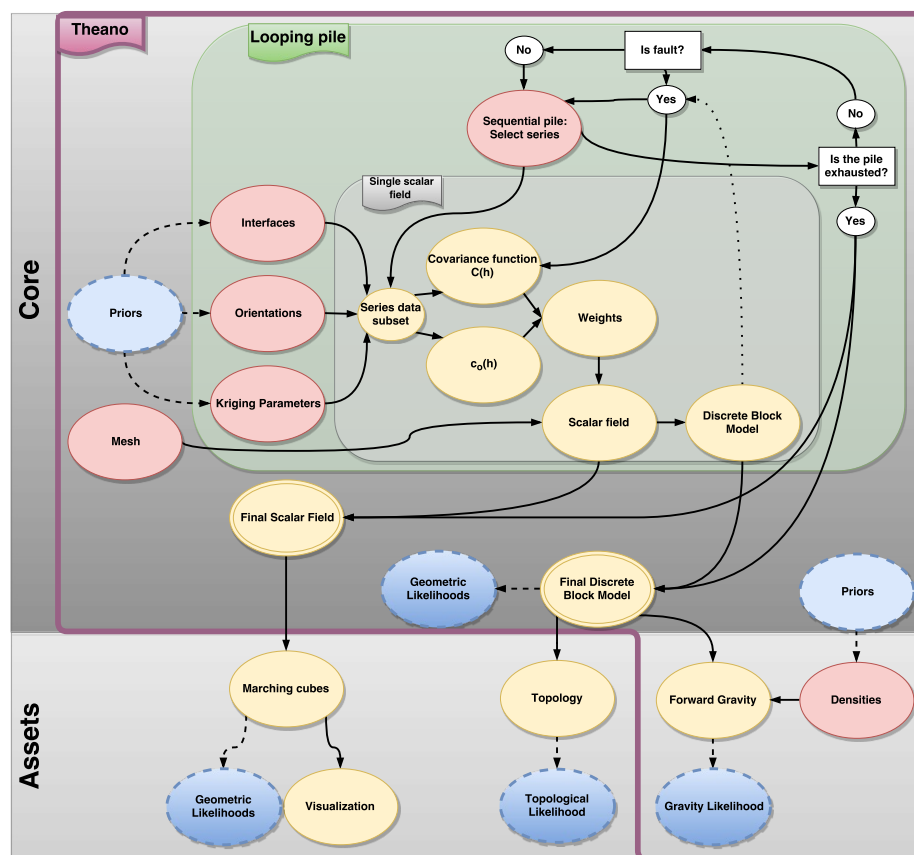 Theano
Looping pile
No
Is fault?
Yes
Sequential pile:
Select series
No
Is the pile
exhausted?
Yes
Single scalar
field
Core
Interfaces
Covariance function
C(h)
Priors
Orientations
Series data
subset
Weights
c₀(h)
Kriging Parameters
Mesh
Scalar field
Discrete Block
Model
Final Scalar Field
Geometric
Likelihoods
Final Discrete
Block Model
Priors
Assets
Marching cubes
Topology
Forward Gravity
Densities
Geometric
Likelihoods
Visualization
Topological
Likelihood
Gravity Likelihood